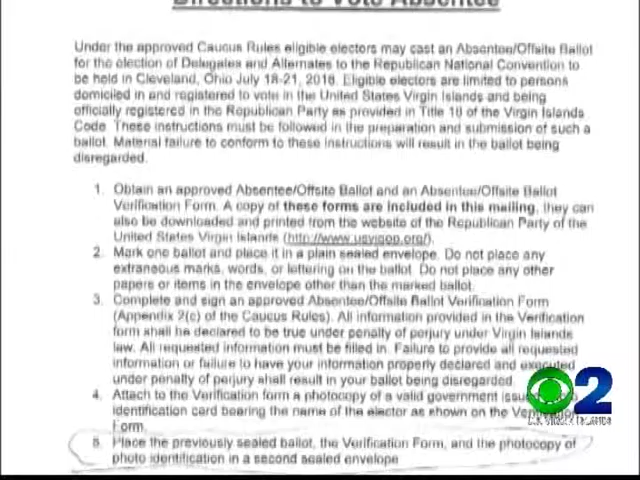 Directions to Vote Absentee
Under the approved Caucus Rules eligible electors may cast an Absentee/Offsite Ballot
for the election of Delegates and Alternates to the Republican National Convention to
be held in Cleveland, Ohio July 18-21, 2016. Eligible electors are limited to persons
domiciled in and registered to vote in the United States Virgin Islands and being
officially registered in the Republican Party as provided in Title 18 of the Virgin Islands
Code. These instructions must be followed in the preparation and submission of such a
ballot. Material failure to conform to these instructions will result in the ballot being
disregarded.
1. Obtain an approved Absentee/Offsite Ballot and an Absentee/Offsite Ballot
Verification Form. A copy of these forms are included in this mailing, they can
also be downloaded and printed from the website of the Republican Party of the
United States Virgin Islands (http://www.usvigop.org/).
2. Mark one ballot and place it in a plain sealed envelope. Do not place any
extraneous marks, words, or lettering on the ballot. Do not place any other
papers or items in the envelope other than the marked ballot.
3. Complete and sign an approved Absentee/Offsite Ballot Verification Form
(Appendix 2(c) of the Caucus Rules). All information provided in the Verification
form shall be declared to be true under penalty of perjury under Virgin Islands
law. All requested information must be filled in. Failure to provide all requested
information or failure to have your information properly declared and executed
under penalty of perjury shall result in your ballot being disregarded.
4. Attach to the Verification form a photocopy of a valid government
identification card bearing the name of the elector as shown on the
Form.
5. Place the previously sealed ballot, the Verification Form, and the photocopy of
photo identification in a second sealed envelope
2
U.S. VIRGIN ISLANDS